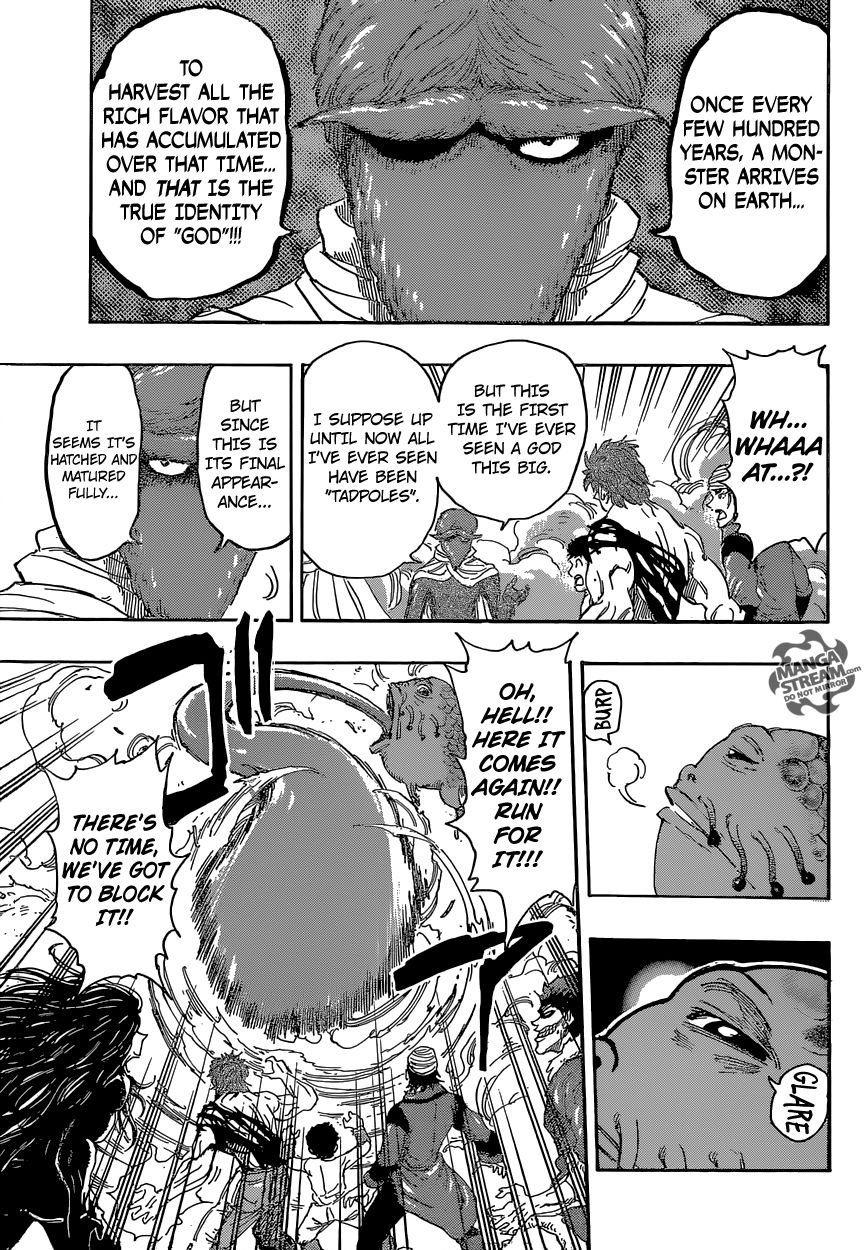 ONCE EVERY
FEW HUNDRED
YEARS, A MON-
STER ARRIVES
ON EARTH...
TO
HARVEST ALL THE
RICH FLAVOR THAT
HAS ACCUMULATED
OVER THAT TIME...
AND THAT IS THE
TRUE IDENTITY
OF "GOD"!!!
WH...
WHAAA
AT...?!
BUT THIS
IS THE FIRST
TIME I'VE EVER
SEEN A GOD
THIS BIG.
I SUPPOSE UP
UNTIL NOW ALL
I'VE EVER SEEN
HAVE BEEN
"TADPOLES".
BUT
SINCE
THIS IS
ITS FINAL
APPEAR-
ANCE...
IT
SEEMS IT'S
HATCHED AND
MATURED
FULLY...
MANGA
STREAM.com
DO NOT MIRROR
BURP
GLARE
OH,
HELL!!
HERE IT
COMES
AGAIN!!
RUN
FOR
IT!!!
THERE'S
NO TIME,
WE'VE GOT
TO BLOCK
IT!!